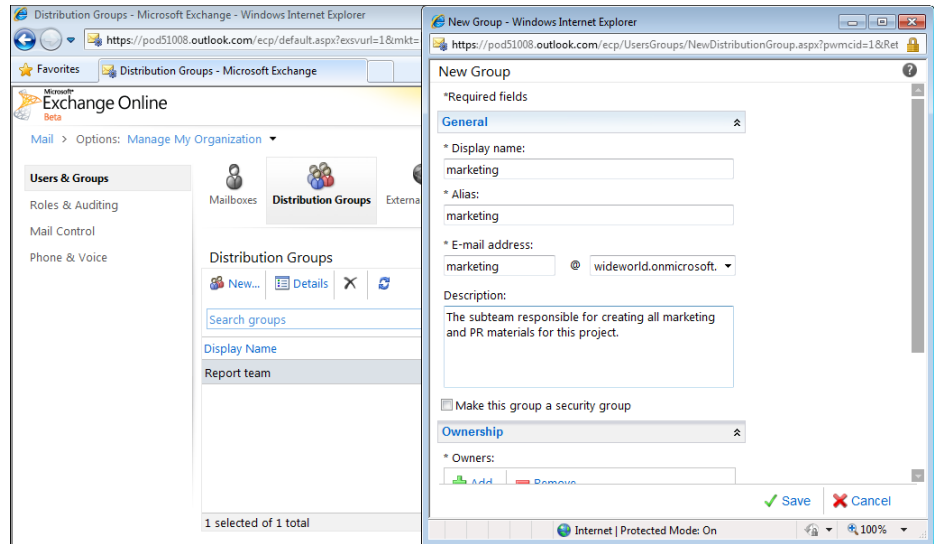 Distribution Groups - Microsoft Exchange - Windows Internet Explorer
https://pod51008.outlook.com/ecp/default.aspx?exsvurl=1&mkt=
Favorites
Distribution Groups - Microsoft Exchange
Microsoft®
Exchange Online
Beta
Mail > Options: Manage My Organization
Users & Groups
Roles & Auditing
Mail Control
Phone & Voice
Mailboxes
Distribution Groups
Externa
Distribution Groups
New...
Details
Search groups
Display Name
Report team
1 selected of 1 total
New Group - Windows Internet Explorer
https://pod51008.outlook.com/ecp/UsersGroups/NewDistributionGroup.aspx?pwmcid=1&Ret
New Group
*Required fields
General
* Display name:
marketing
* Alias:
marketing
* E-mail address:
marketing @ wideworld.onmicrosoft.
Description:
The subteam responsible for creating all marketing
and PR materials for this project.
Make this group a security group
Ownership
* Owners:
Add
Remove
Save
Cancel
Internet | Protected Mode: On
100%